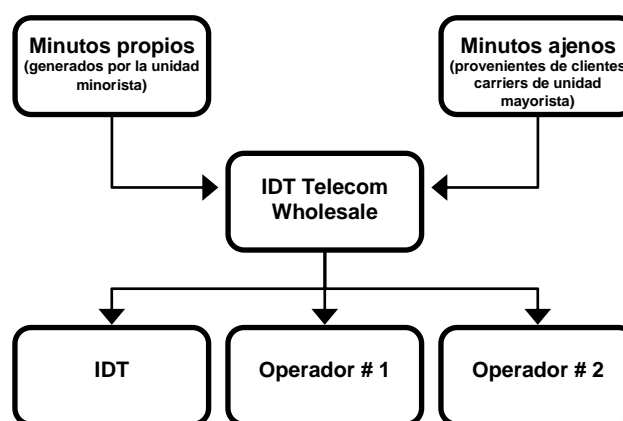 Minutos propios
(generados por la unidad
minorista)
Minutos ajenos
(provenientes de clientes
carriers de unidad
mayorista)
IDT Telecom
Wholesale
IDT
Operador # 1
Operador # 2